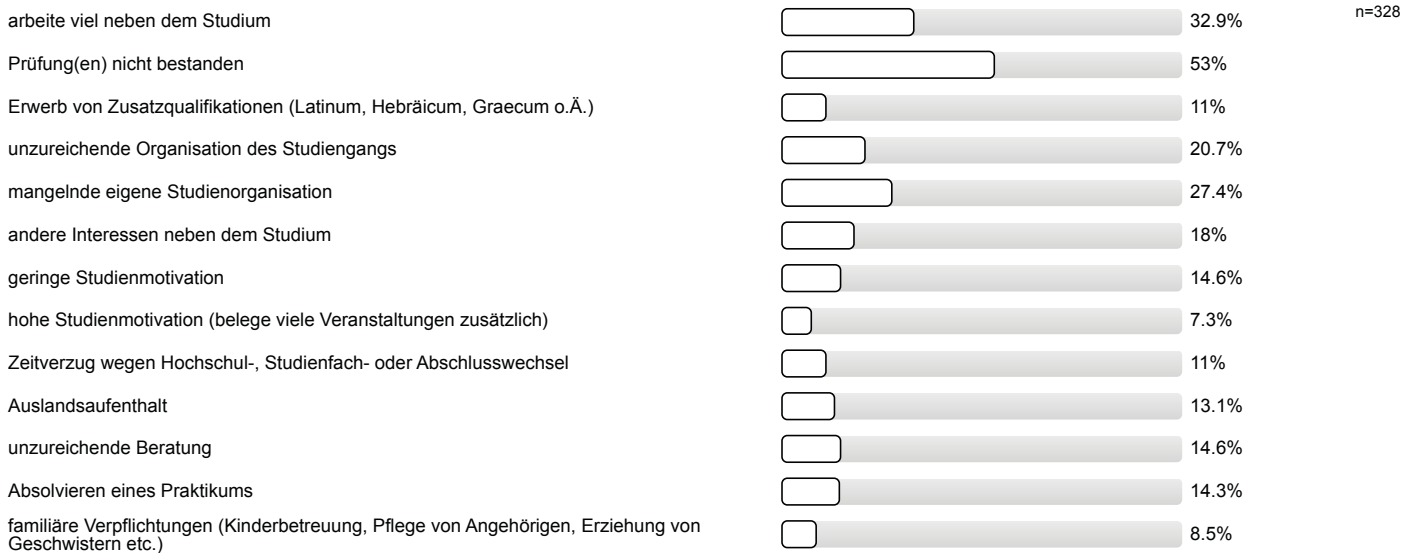 arbeite viel neben dem Studium 32.9% n=328
Prüfung(en) nicht bestanden 53%
Erwerb von Zusatzqualifikationen (Latinum, Hebräicum, Graecum o.Ä.) 11%
unzureichende Organisation des Studiengangs 20.7%
mangelnde eigene Studienorganisation 27.4%
andere Interessen neben dem Studium 18%
geringe Studienmotivation 14.6%
hohe Studienmotivation (belege viele Veranstaltungen zusätzlich) 7.3%
Zeitverzug wegen Hochschul-, Studienfach- oder Abschlusswechsel 11%
Auslandsaufenthalt 13.1%
unzureichende Beratung 14.6%
Absolvieren eines Praktikums 14.3%
familiäre Verpflichtungen (Kinderbetreuung, Pflege von Angehörigen, Erziehung von
Geschwistern etc.) 8.5%